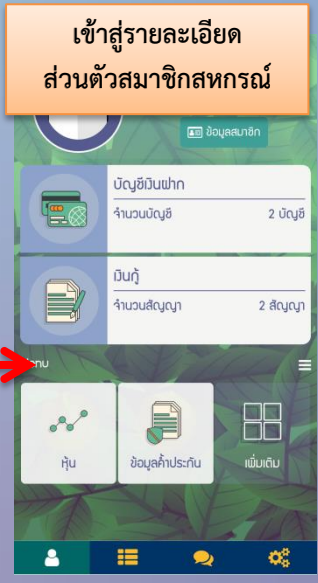 เข้าสู่รายละเอียด
ส่วนตัวสมาชิกสหกรณ์
ข้อมูลสมาชิก
บัญชีเงินฝาก
จำนวนบัญชี 2 บัญชี
เงินกู้
จำนวนสัญญา 2 สัญญา
enu
หุ้น ข้อมูลค้ำประกัน เพิ่มเติม